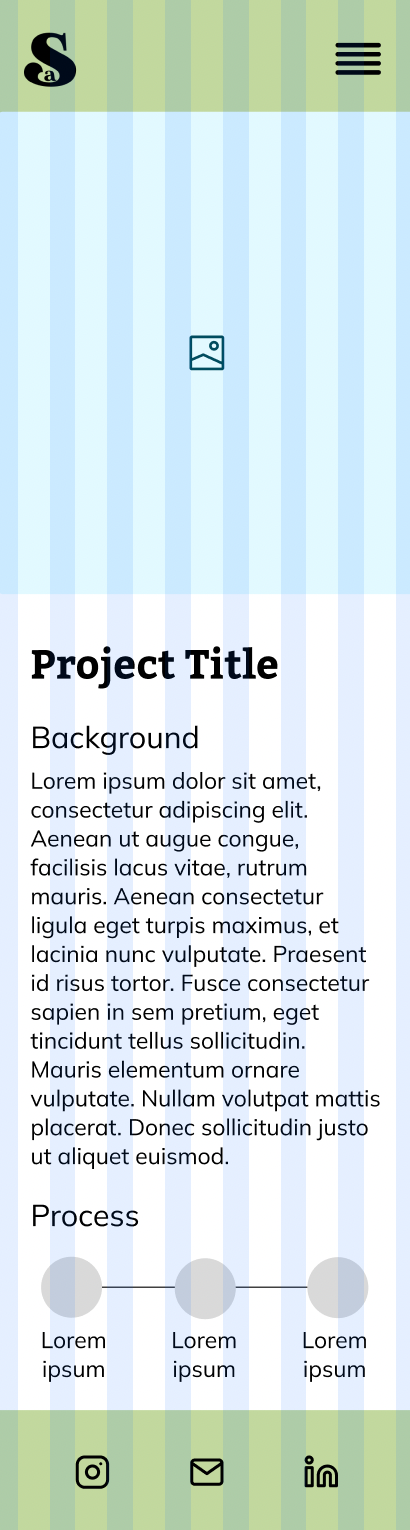 Sa
Project Title
Background
Lorem ipsum dolor sit amet,
consectetur adipiscing elit.
Aenean ut augue congue,
facilisis lacus vitae, rutrum
mauris. Aenean consectetur
ligula eget turpis maximus, et
lacinia nunc vulputate. Praesent
id risus tortor. Fusce consectetur
sapien in sem pretium, eget
tincidunt tellus sollicitudin.
Mauris elementum ornare
vulputate. Nullam volutpat mattis
placerat. Donec sollicitudin justo
ut aliquet euismod.
Process
Lorem Lorem Lorem
ipsum ipsum ipsum
in